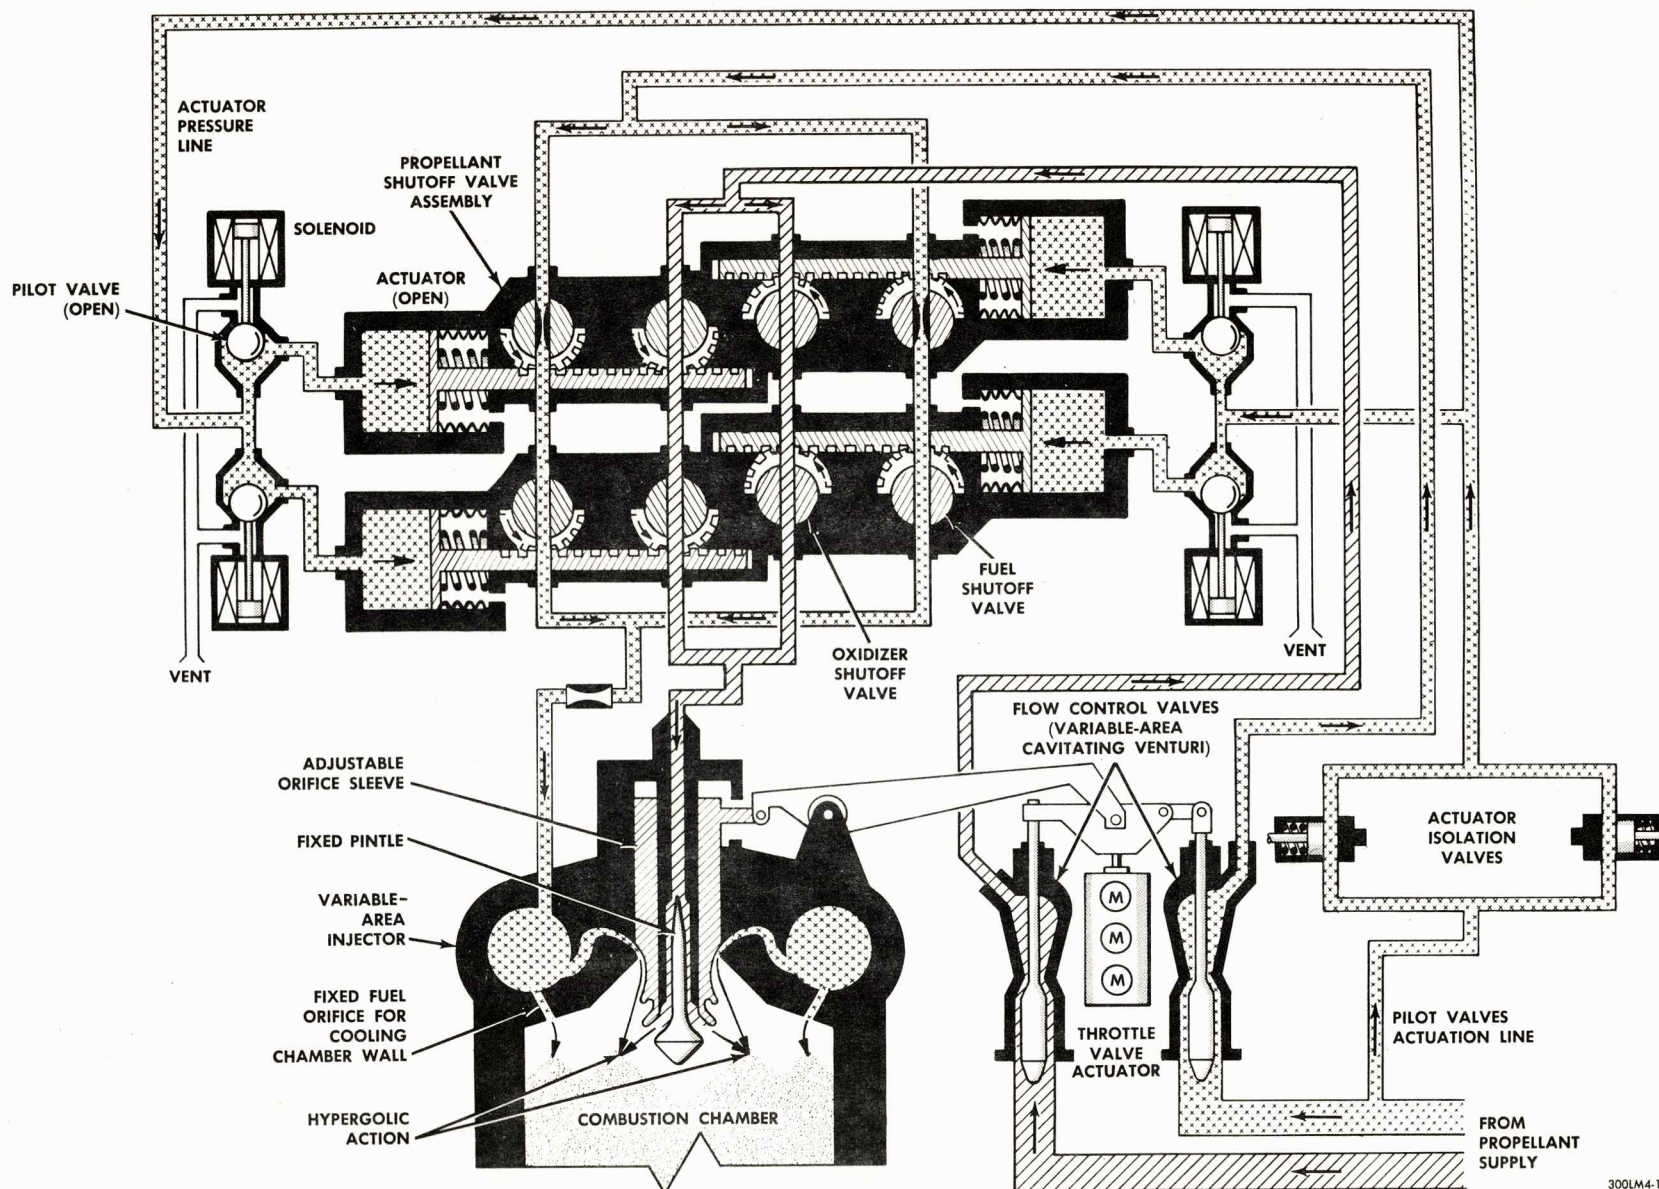 ACTUATOR
PRESSURE
LINE
PROPELLANT
SHUTOFF VALVE
ASSEMBLY
SOLENOID
PILOT VALVE
(OPEN)
ACTUATOR
(OPEN)
FUEL
SHUTOFF
VALVE
OXIDIZER
SHUTOFF
VALVE
VENT
VENT
FLOW CONTROL VALVES
(VARIABLE-AREA
CAVITATING VENTURI)
ADJUSTABLE
ORIFICE SLEEVE
FIXED PINTLE
ACTUATOR
ISOLATION
VALVES
VARIABLE-
AREA
INJECTOR
M
M
M
FIXED FUEL
ORIFICE FOR
COOLING
CHAMBER WALL
THROTTLE
VALVE
ACTUATOR
PILOT VALVES
ACTUATION LINE
HYPERGOLIC
ACTION
COMBUSTION CHAMBER
FROM
PROPELLANT
SUPPLY
300LM4-1